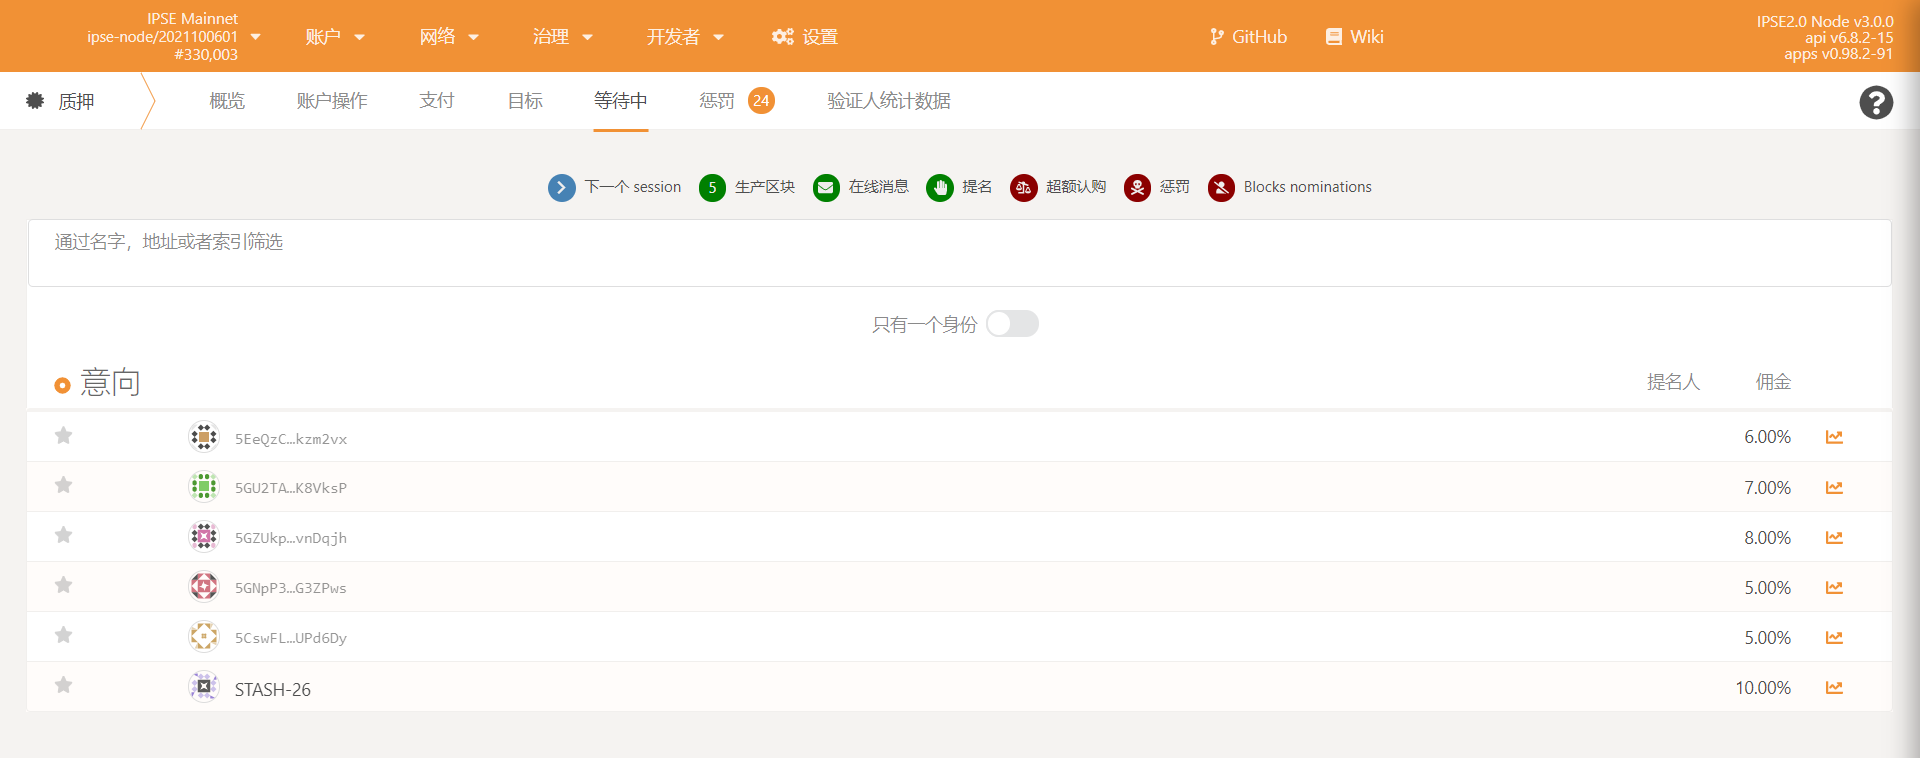 IPSE Mainnet
ipse-node/2021100601
#330,003
账户
网络
治理
开发者
设置
GitHub
Wiki
IPSE2.0 Node v3.0.0
api v6.8.2-15
apps v0.98.2-91
质押
概览
账户操作
支付
目标
等待中
惩罚 24
验证人统计数据
下一个 session
5 生产区块
在线消息
提名
超额认购
惩罚
Blocks nominations
通过名字，地址或者索引筛选
只有一个身份
意向 提名人 佣金
5EeQzC…kzm2vx 6.00%
5GU2TA…K8VksP 7.00%
5GZUkp…vnDqjh 8.00%
5GNpP3…G3ZPws 5.00%
5CswFL…UPd6Dy 5.00%
STASH-26 10.00%